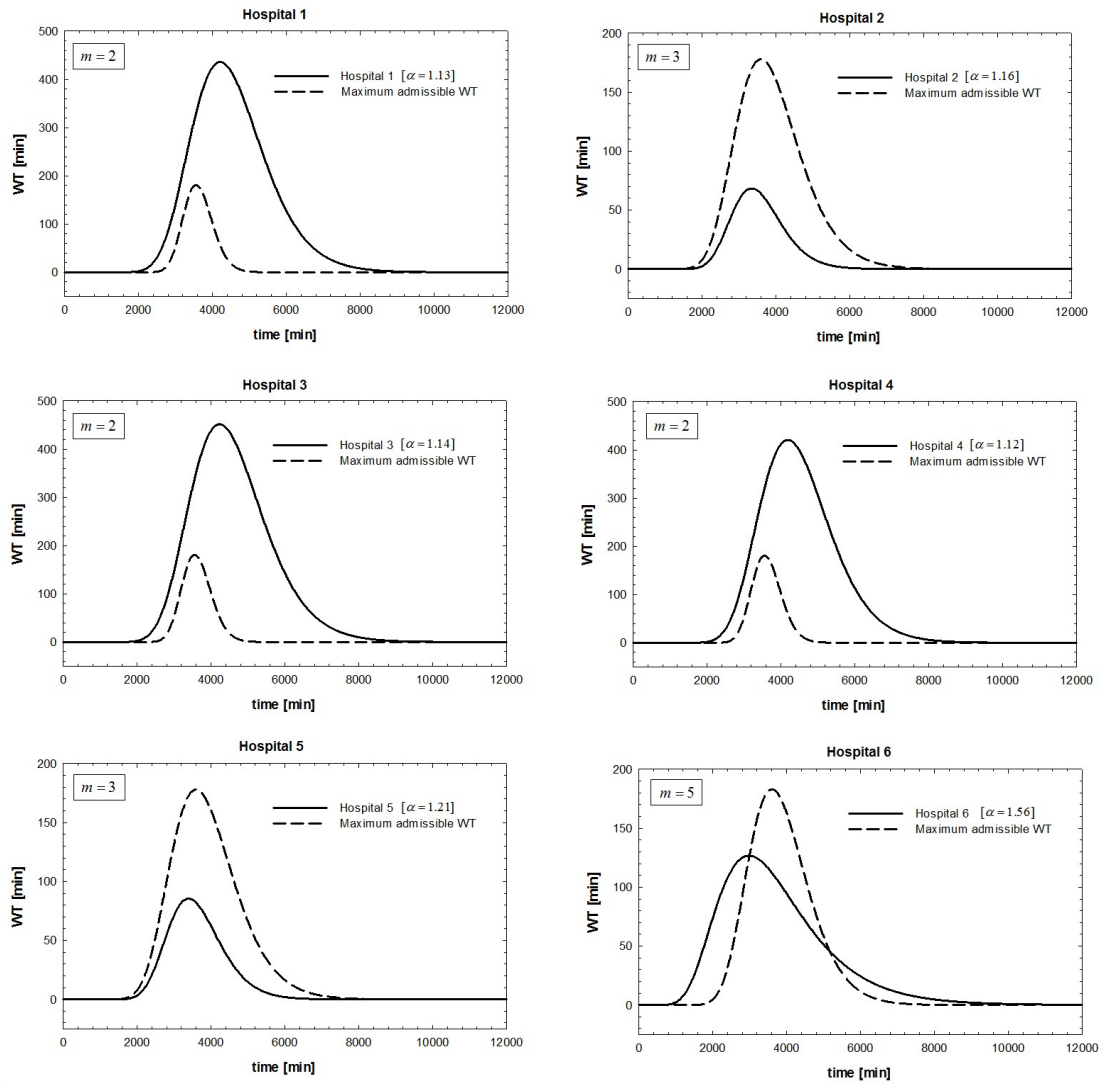 Hospital 1
m = 2
Hospital 1 [α = 1.13]
Maximum admissible WT
500
400
300
200
100
0
WT [min]
0 2000 4000 6000 8000 10000 12000
time [min]
Hospital 2
m = 3
Hospital 2 [α = 1.16]
Maximum admissible WT
200
150
100
50
0
WT [min]
0 2000 4000 6000 8000 10000 12000
time [min]
Hospital 3
m = 2
Hospital 3 [α = 1.14]
Maximum admissible WT
500
400
300
200
100
0
WT [min]
0 2000 4000 6000 8000 10000 12000
time [min]
Hospital 4
m = 2
Hospital 4 [α = 1.12]
Maximum admissible WT
500
400
300
200
100
0
WT [min]
0 2000 4000 6000 8000 10000 12000
time [min]
Hospital 5
m = 3
Hospital 5 [α = 1.21]
Maximum admissible WT
200
150
100
50
0
WT [min]
0 2000 4000 6000 8000 10000 12000
time [min]
Hospital 6
m = 5
Hospital 6 [α = 1.56]
Maximum admissible WT
200
150
100
50
0
WT [min]
0 2000 4000 6000 8000 10000 12000
time [min]